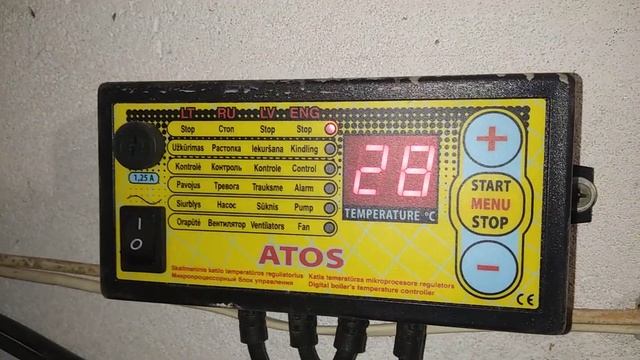 LT RU LV ENG
Stop Стоп Stop Stop
Užkūrimas Растопка Iekuršana Kindling
Kontrolė Контроль Kontrole Control
Pavojus Тревога Trauksme Alarm
Siurblys Насос Sūknis Pump
Orapūtė Вентилятор Ventilators Fan
1,25 A
I
O
28
TEMPERATURE °C
+
START
MENU
STOP
−
ATOS
Skaitmeninis katilo temperatūros reguliatorius
Микропроцессорный блок управления
Katla temperatūras mikroprocesora regulators
Digital boiler's temperature controller
CE